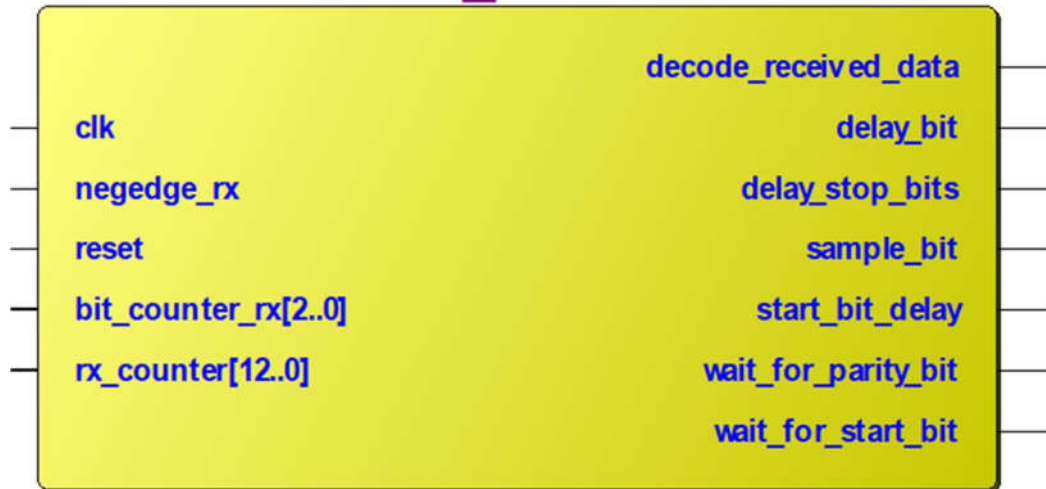 decode_received_data
clk
delay_bit
negedge_rx
delay_stop_bits
reset
sample_bit
bit_counter_rx[2..0]
start_bit_delay
rx_counter[12..0]
wait_for_parity_bit
wait_for_start_bit